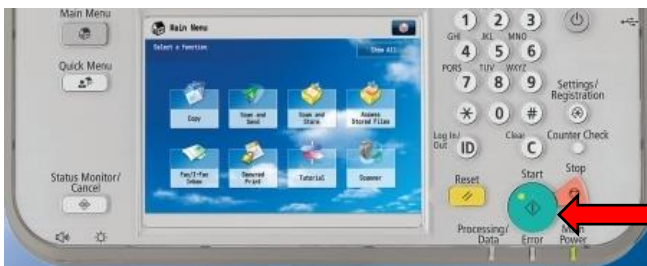 Main Menu
Quick Menu
Status Monitor/
Cancel
Main Menu
Select a function
Show All
Copy
Scan and
Send
Scan and
Store
Access
Stored Files
Fax/I-Fax
Inbox
Secured
Print
Tutorial
Scanner
1 2 3
GHI JKL MNO
4 5 6
PQRS TUV WXYZ
7 8 9
Settings/
Registration
* 0 #
Log In/
Out
ID
Clear
C
Counter Check
Reset
Start
Stop
Processing/
Data
Error
Main
Power